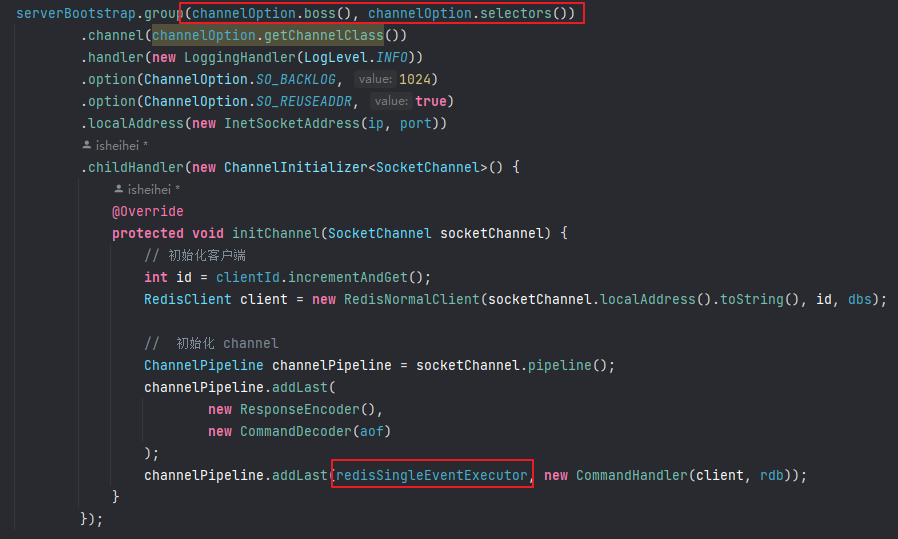 serverBootstrap.group(channelOption.boss(), channelOption.selectors())
.channel(channelOption.getChannelClass())
.handler(new LoggingHandler(LogLevel.INFO))
.option(ChannelOption.SO_BACKLOG, value: 1024)
.option(ChannelOption.SO_REUSEADDR, value: true)
.localAddress(new InetSocketAddress(ip, port))
isheihei *
.childHandler(new ChannelInitializer<SocketChannel>() {
isheihei *
@Override
protected void initChannel(SocketChannel socketChannel) {
// 初始化客户端
int id = clientId.incrementAndGet();
RedisClient client = new RedisNormalClient(socketChannel.localAddress().toString(), id, dbs);
// 初始化 channel
ChannelPipeline channelPipeline = socketChannel.pipeline();
channelPipeline.addLast(
new ResponseEncoder(),
new CommandDecoder(aof)
);
channelPipeline.addLast(redisSingleEventExecutor, new CommandHandler(client, rdb));
}
});